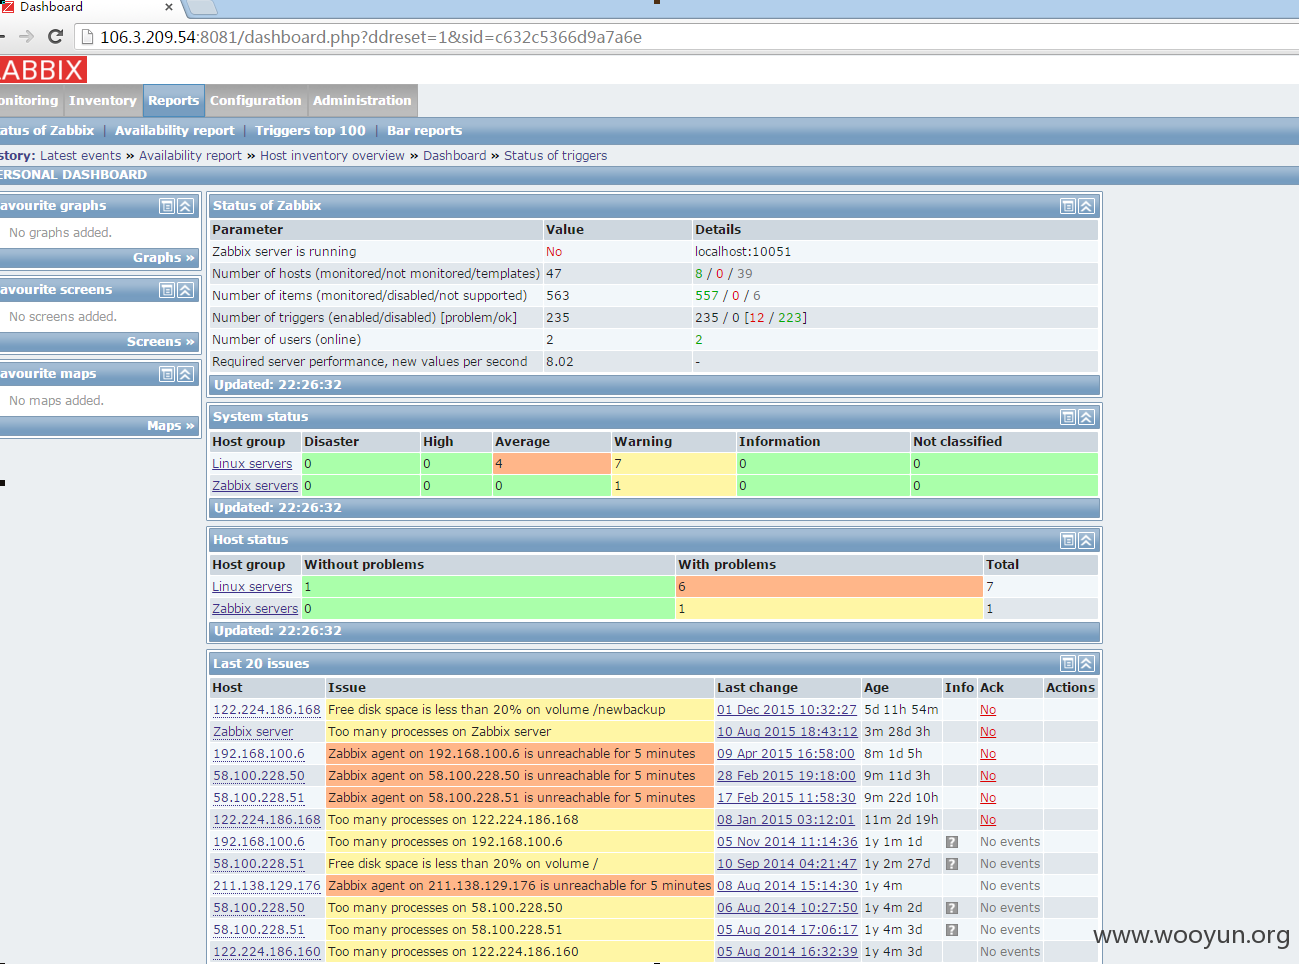 Dashboard
106.3.209.54:8081/dashboard.php?ddreset=1&sid=c632c5366d9a7a6e
ABBIX
onitoring Inventory Reports Configuration Administration
atus of Zabbix | Availability report | Triggers top 100 | Bar reports
story: Latest events » Availability report » Host inventory overview » Dashboard » Status of triggers
ERSONAL DASHBOARD
avourite graphs
No graphs added.
Graphs »
avourite screens
No screens added.
Screens »
avourite maps
No maps added.
Maps »
Status of Zabbix
Parameter Value Details
Zabbix server is running No localhost:10051
Number of hosts (monitored/not monitored/templates) 47 8 / 0 / 39
Number of items (monitored/disabled/not supported) 563 557 / 0 / 6
Number of triggers (enabled/disabled) [problem/ok] 235 235 / 0 [12 / 223]
Number of users (online) 2 2
Required server performance, new values per second 8.02 -
Updated: 22:26:32
System status
Host group Disaster High Average Warning Information Not classified
Linux servers 0 0 4 7 0 0
Zabbix servers 0 0 0 1 0 0
Updated: 22:26:32
Host status
Host group Without problems With problems Total
Linux servers 1 6 7
Zabbix servers 0 1 1
Updated: 22:26:32
Last 20 issues
Host Issue Last change Age Info Ack Actions
122.224.186.168 Free disk space is less than 20% on volume /newbackup 01 Dec 2015 10:32:27 5d 11h 54m No
Zabbix server Too many processes on Zabbix server 10 Aug 2015 18:43:12 3m 28d 3h No
192.168.100.6 Zabbix agent on 192.168.100.6 is unreachable for 5 minutes 09 Apr 2015 16:58:00 8m 1d 5h No
58.100.228.50 Zabbix agent on 58.100.228.50 is unreachable for 5 minutes 28 Feb 2015 19:18:00 9m 11d 3h No
58.100.228.51 Zabbix agent on 58.100.228.51 is unreachable for 5 minutes 17 Feb 2015 11:58:30 9m 22d 10h No
122.224.186.168 Too many processes on 122.224.186.168 08 Jan 2015 03:12:01 11m 2d 19h No
192.168.100.6 Too many processes on 192.168.100.6 05 Nov 2014 11:14:36 1y 1m 1d ? No events
58.100.228.51 Free disk space is less than 20% on volume / 10 Sep 2014 04:21:47 1y 2m 27d ? No events
211.138.129.176 Zabbix agent on 211.138.129.176 is unreachable for 5 minutes 08 Aug 2014 15:14:30 1y 4m No events
58.100.228.50 Too many processes on 58.100.228.50 06 Aug 2014 10:27:50 1y 4m 2d ? No events
58.100.228.51 Too many processes on 58.100.228.51 05 Aug 2014 17:06:17 1y 4m 3d ? No events
122.224.186.160 Too many processes on 122.224.186.160 05 Aug 2014 16:32:39 1y 4m 3d No events
www.wooyun.org